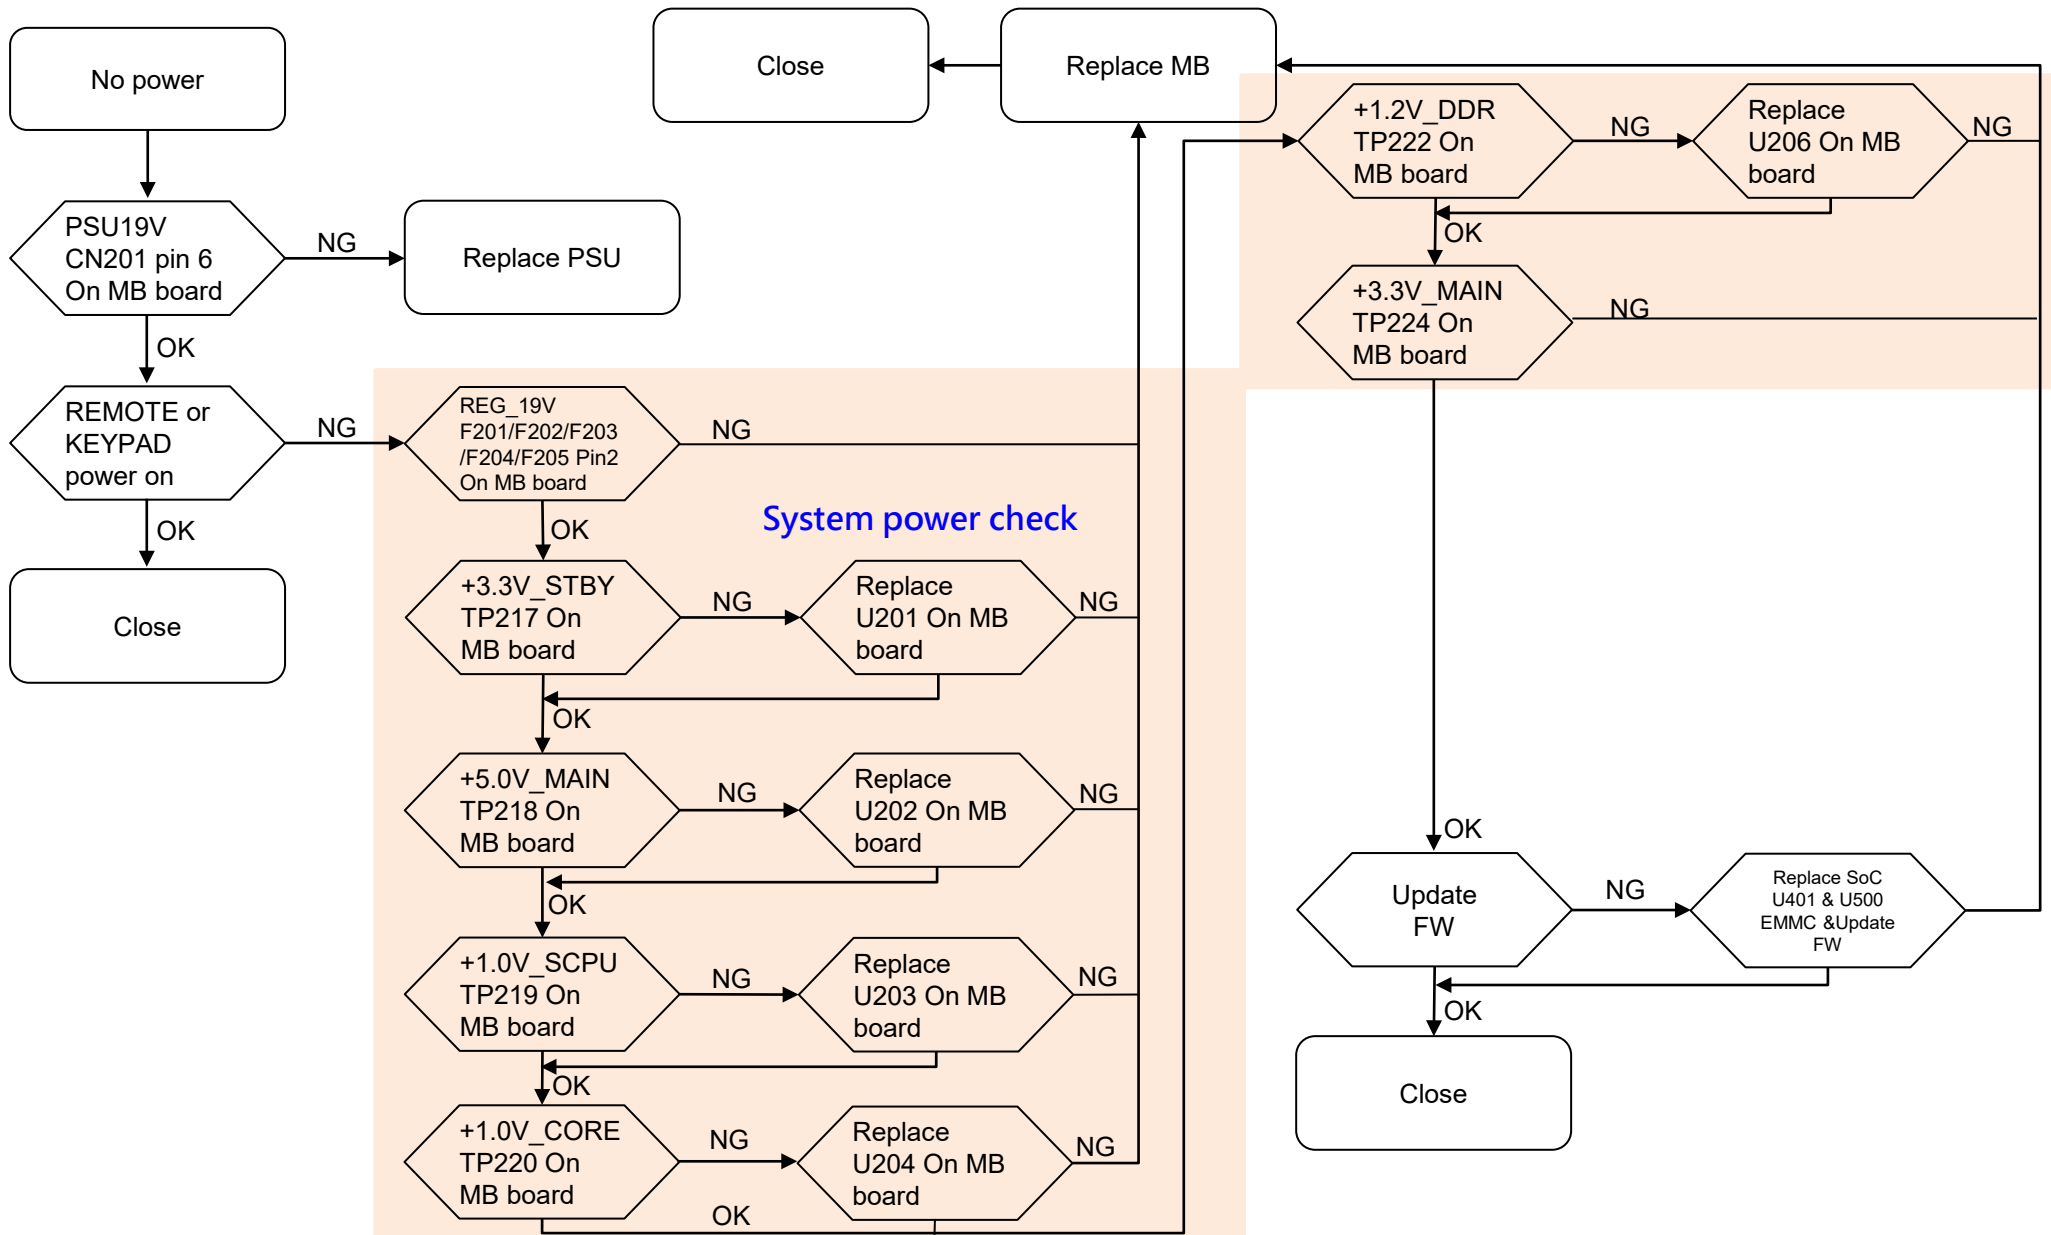 No power
PSU19V
CN201 pin 6
On MB board
NG
Replace PSU
OK
REMOTE or
KEYPAD
power on
NG
OK
Close
REG_19V
F201/F202/F203
/F204/F205 Pin2
On MB board
NG
OK
System power check
+3.3V_STBY
TP217 On
MB board
NG
Replace
U201 On MB
board
NG
OK
+5.0V_MAIN
TP218 On
MB board
NG
Replace
U202 On MB
board
NG
OK
+1.0V_SCPU
TP219 On
MB board
NG
Replace
U203 On MB
board
NG
OK
+1.0V_CORE
TP220 On
MB board
NG
Replace
U204 On MB
board
NG
OK
Close
Replace MB
+1.2V_DDR
TP222 On
MB board
NG
Replace
U206 On MB
board
NG
OK
+3.3V_MAIN
TP224 On
MB board
NG
OK
Update
FW
NG
Replace SoC
U401 & U500
EMMC &Update
FW
OK
Close